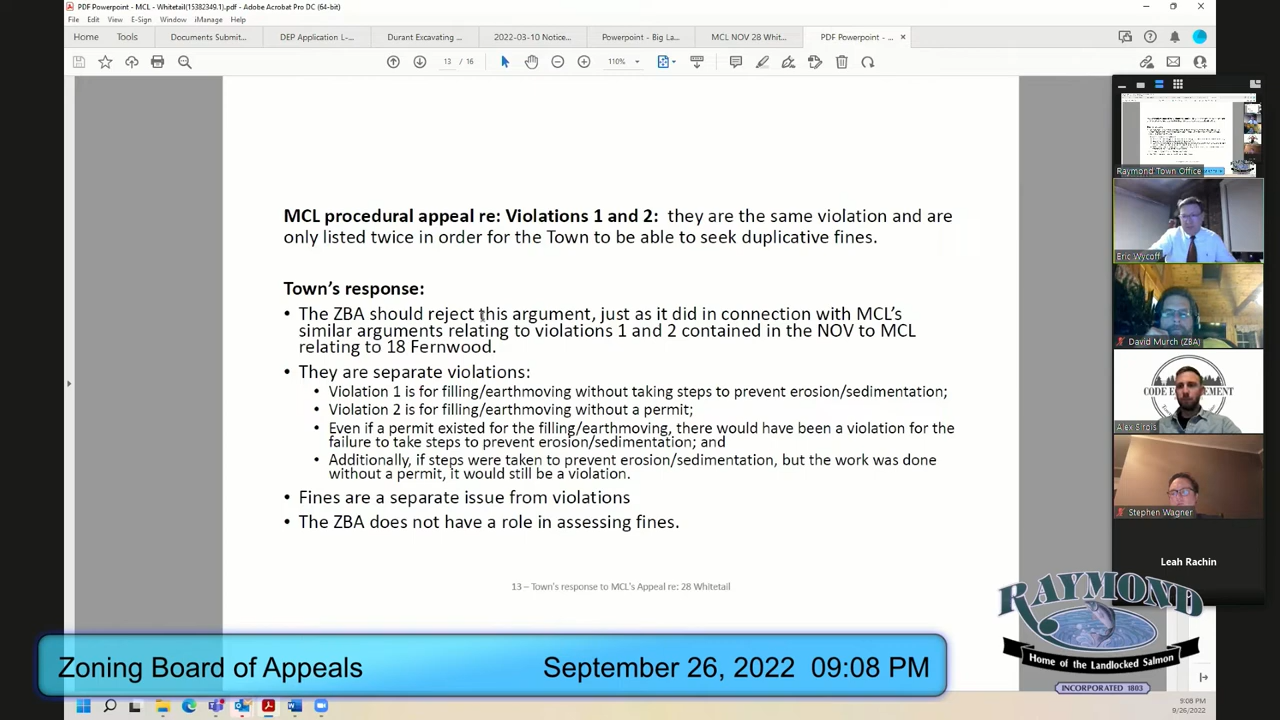 PDF Powerpoint - MCL - Whitetail(15382349.1).pdf - Adobe Acrobat Pro DC (64-bit)
File Edit View E-Sign Window iManage Help
Home Tools Documents Submit... DEP Application L-... Durant Excavating ... 2022-03-10 Notice... Powerpoint - Big La... MCL NOV 28 Whit... PDF Powerpoint - ... ×
13 / 16 110%
MCL procedural appeal re: Violations 1 and 2: they are the same violation and are
only listed twice in order for the Town to be able to seek duplicative fines.
Town's response:
• The ZBA should reject this argument, just as it did in connection with MCL's
similar arguments relating to violations 1 and 2 contained in the NOV to MCL
relating to 18 Fernwood.
• They are separate violations:
• Violation 1 is for filling/earthmoving without taking steps to prevent erosion/sedimentation;
• Violation 2 is for filling/earthmoving without a permit;
• Even if a permit existed for the filling/earthmoving, there would have been a violation for the
failure to take steps to prevent erosion/sedimentation; and
• Additionally, if steps were taken to prevent erosion/sedimentation, but the work was done
without a permit, it would still be a violation.
• Fines are a separate issue from violations
• The ZBA does not have a role in assessing fines.
13 – Town's response to MCL's Appeal re: 28 Whitetail
Raymond Town Office
Eric Wycoff
David Murch (ZBA)
CODE ENFORCEMENT
Alex Sirois
Stephen Wagner
Leah Rachin
RAYMOND
Home of the Landlocked Salmon
INCORPORATED 1803
Zoning Board of Appeals September 26, 2022 09:08 PM
9:08 PM
9/26/2022